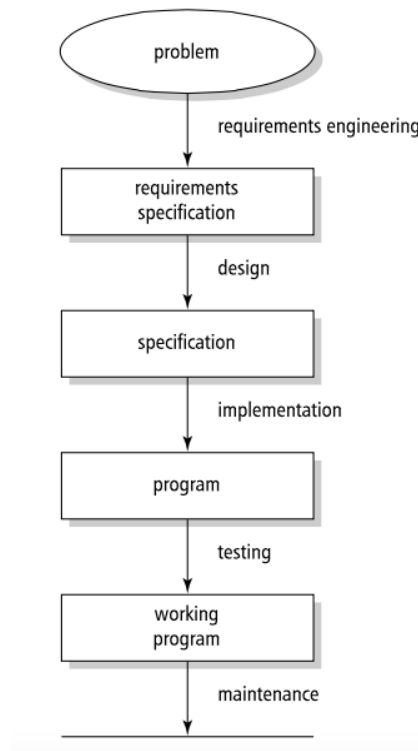 problem
requirements engineering
requirements
specification
design
specification
implementation
program
testing
working
program
maintenance